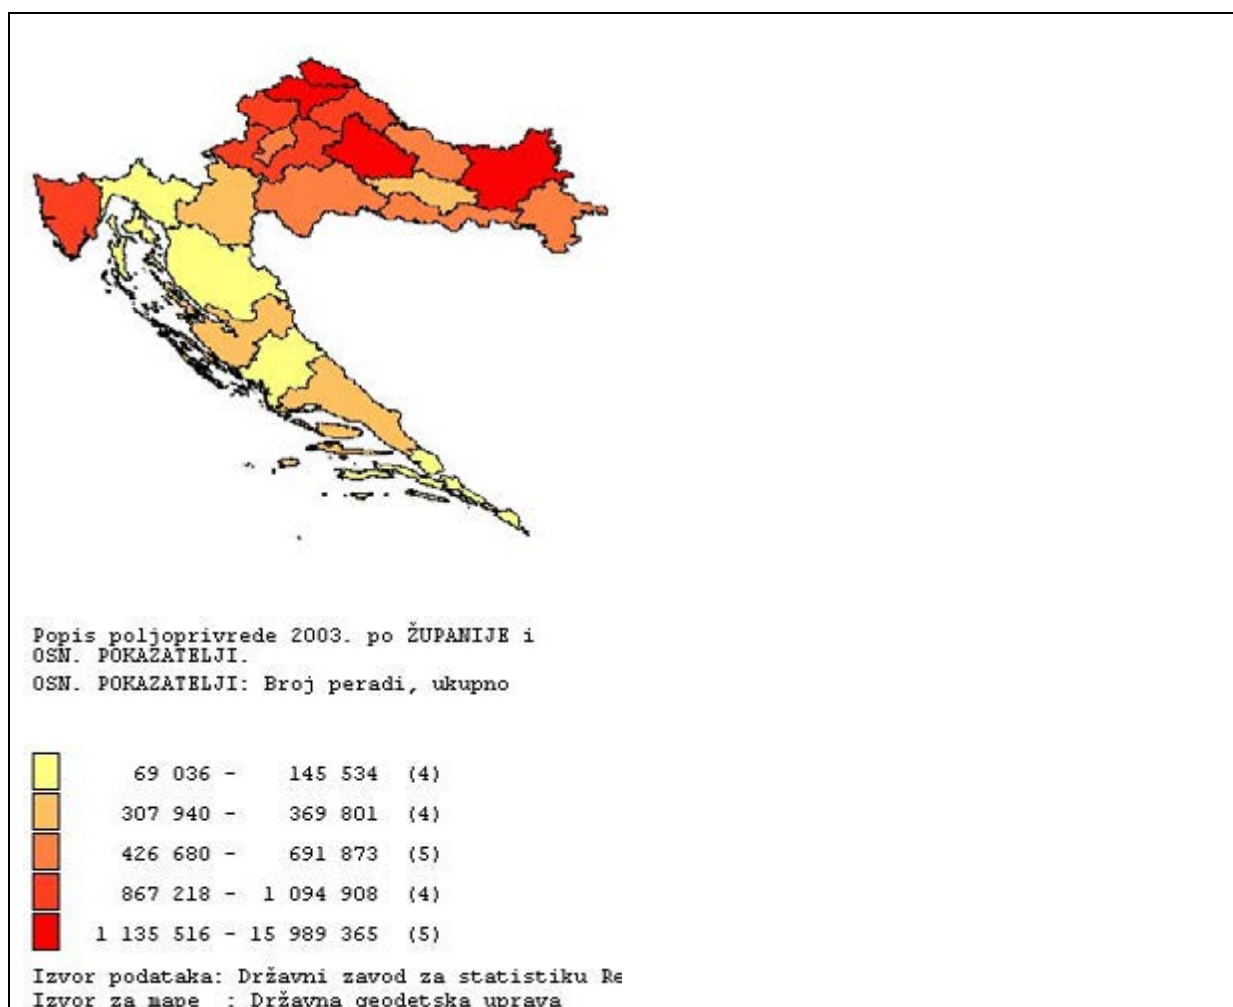 Popis poljoprivrede 2003. po ŽUPANIJE i
OSN. POKAZATELJI.
OSN. POKAZATELJI: Broj peradi, ukupno
69 036 - 145 534 (4)
307 940 - 369 801 (4)
426 680 - 691 873 (5)
867 218 - 1 094 908 (4)
1 135 516 - 15 989 365 (5)
Izvor podataka: Državni zavod za statistiku Re
Izvor za mape : Državna geodetska uprava